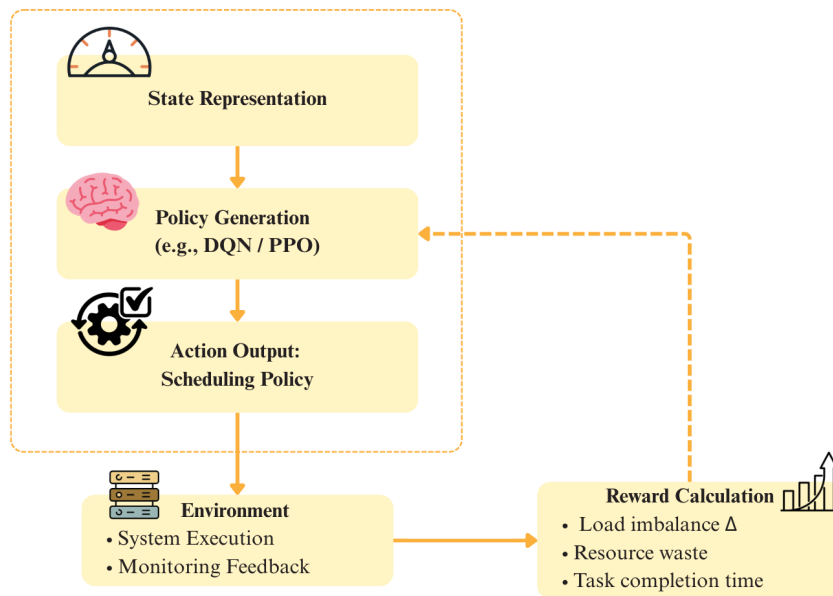 State Representation
Policy Generation
(e.g., DQN / PPO)
Action Output:
Scheduling Policy
Environment
• System Execution
• Monitoring Feedback
Reward Calculation
• Load imbalance Δ
• Resource waste
• Task completion time